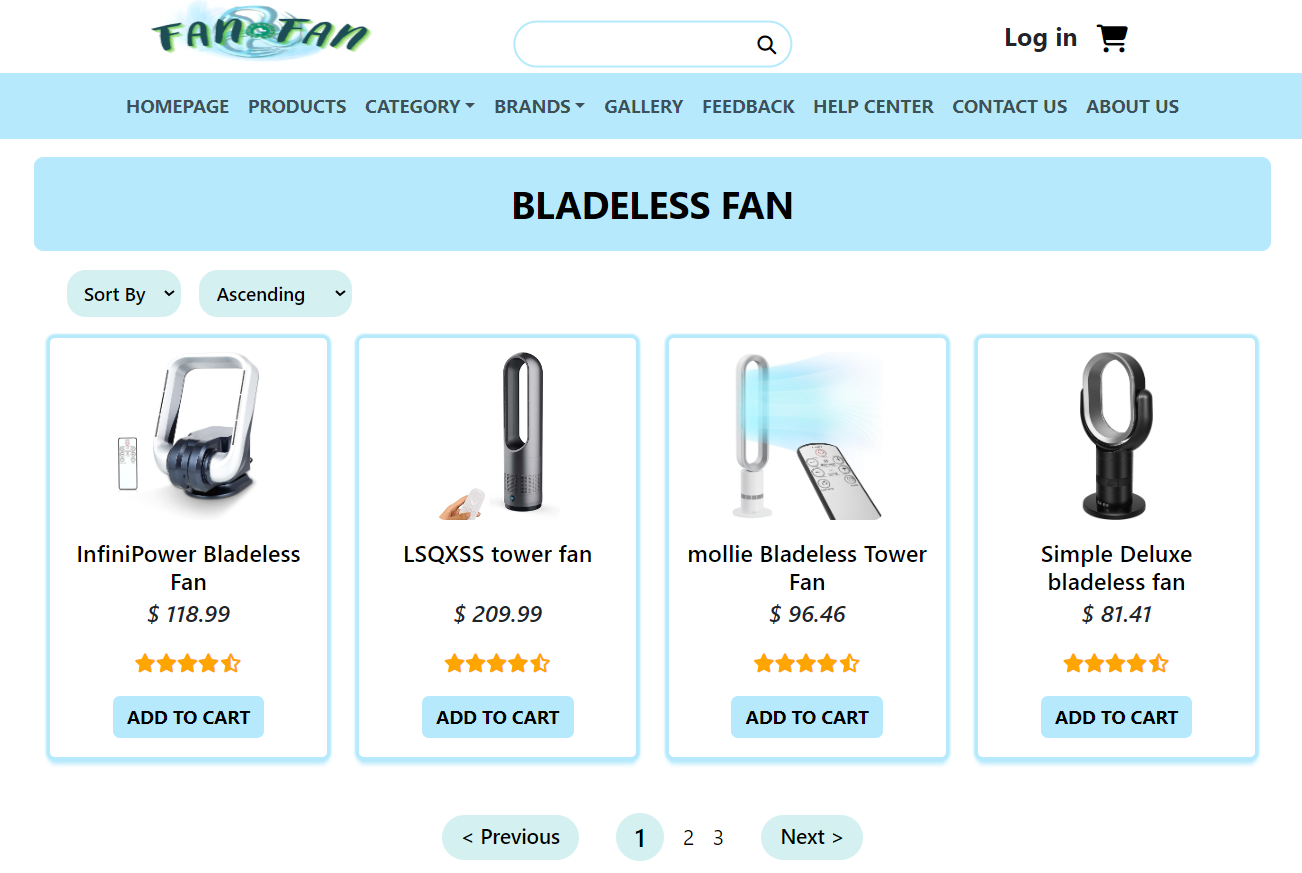 FAN FAN
Log in
HOMEPAGE PRODUCTS CATEGORY BRANDS GALLERY FEEDBACK HELP CENTER CONTACT US ABOUT US
BLADELESS FAN
Sort By Ascending
InfiniPower Bladeless
Fan
$ 118.99
ADD TO CART
LSQXSS tower fan
$ 209.99
ADD TO CART
mollie Bladeless Tower
Fan
$ 96.46
ADD TO CART
Simple Deluxe
bladeless fan
$ 81.41
ADD TO CART
< Previous 1 2 3 Next >